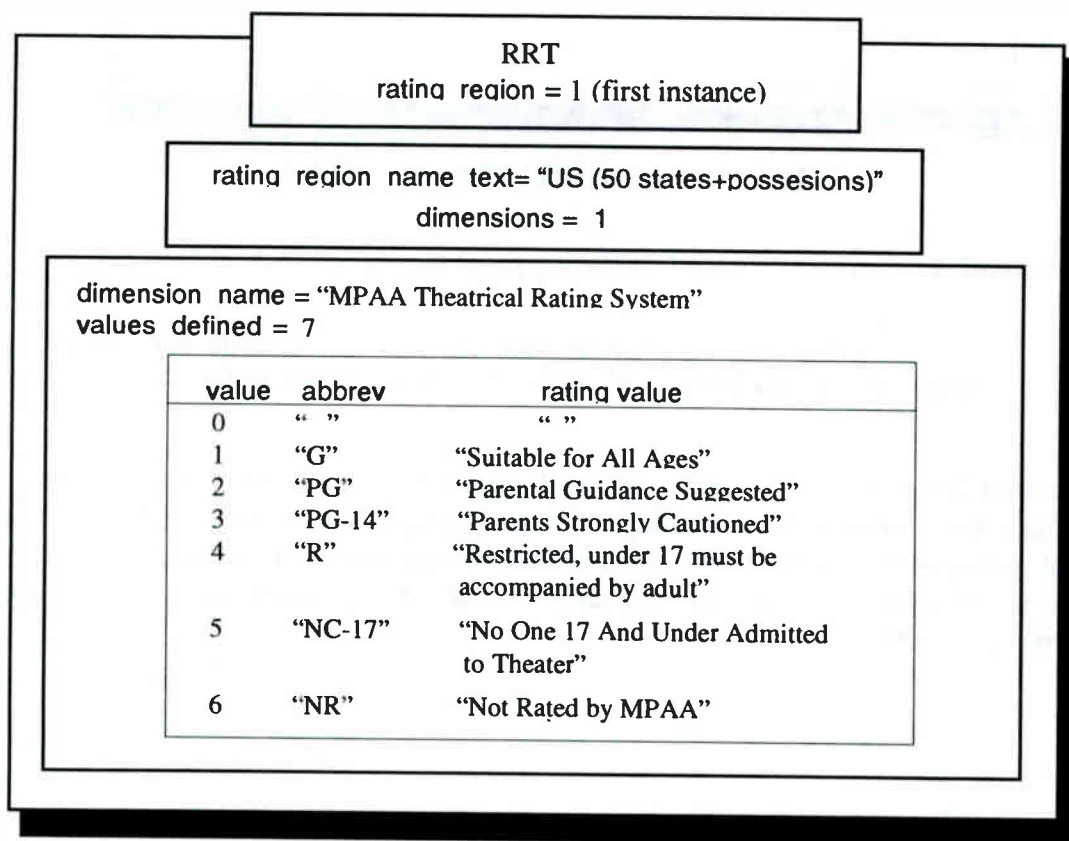 RRT
rating region = 1 (first instance)
rating region name text= “US (50 states+possesions)”
dimensions = 1
dimension name = “MPAA Theatrical Rating System”
values defined = 7
value abbrev rating value
0 “ ” “ ”
1 “G” “Suitable for All Ages”
2 “PG” “Parental Guidance Suggested”
3 “PG-14” “Parents Strongly Cautioned”
4 “R” “Restricted, under 17 must be
accompanied by adult”
5 “NC-17” “No One 17 And Under Admitted
to Theater”
6 “NR” “Not Rated by MPAA”